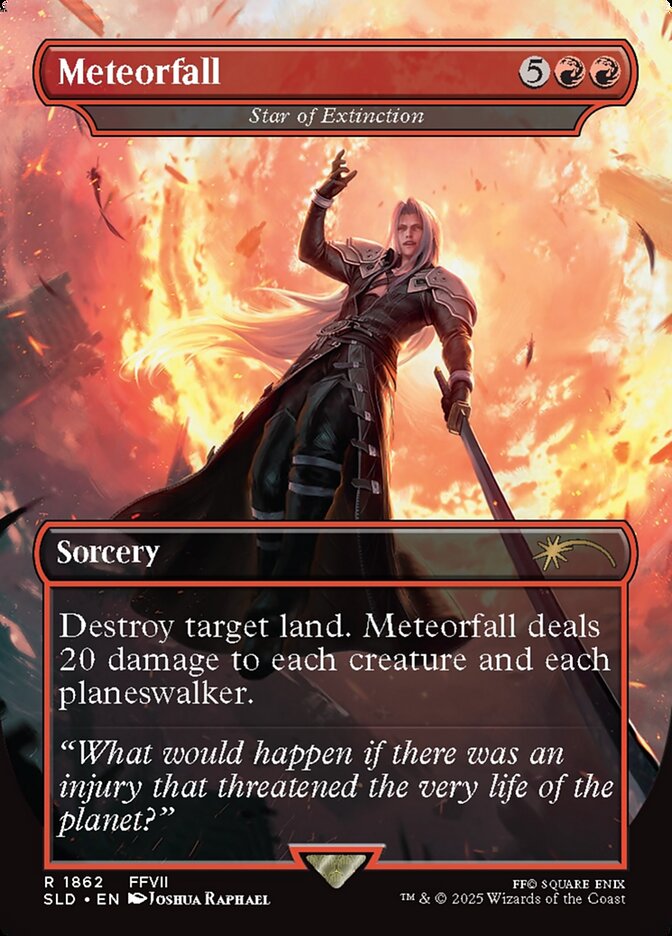 Meteorfall 5
Star of Extinction
Sorcery
Destroy target land. Meteorfall deals
20 damage to each creature and each
planeswalker.
“What would happen if there was an
injury that threatened the very life of the
planet?”
R 1862 FFVII
SLD • EN Joshua Raphael
FF© SQUARE ENIX
™ & © 2025 Wizards of the Coast